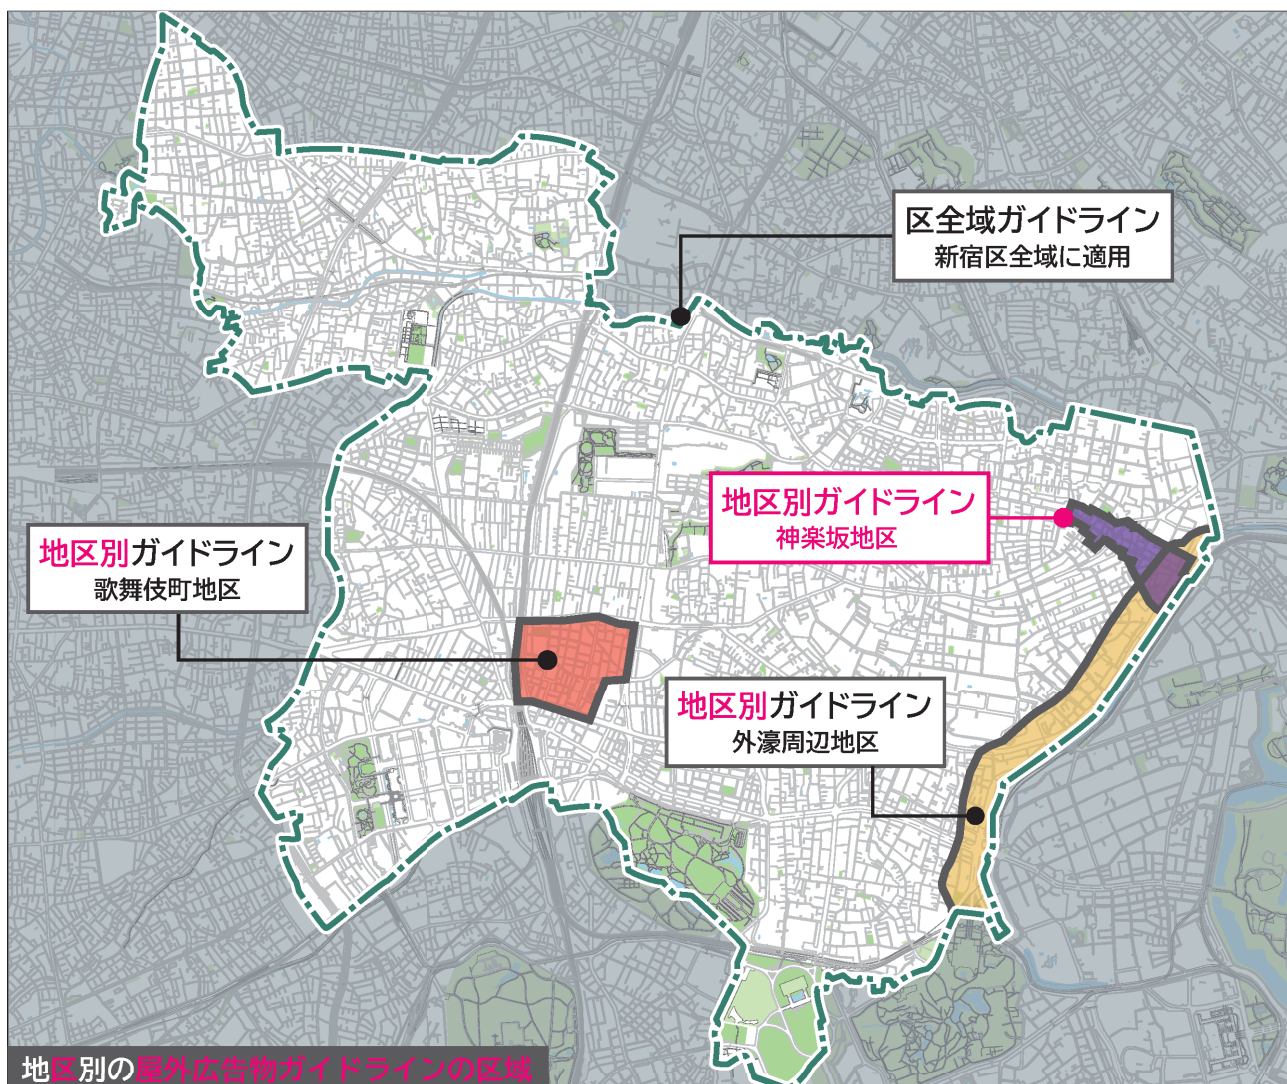 区全域ガイドライン
新宿区全域に適用
地区別ガイドライン
神楽坂地区
地区別ガイドライン
歌舞伎町地区
地区別ガイドライン
外濠周辺地区
地区別の屋外広告物ガイドラインの区域